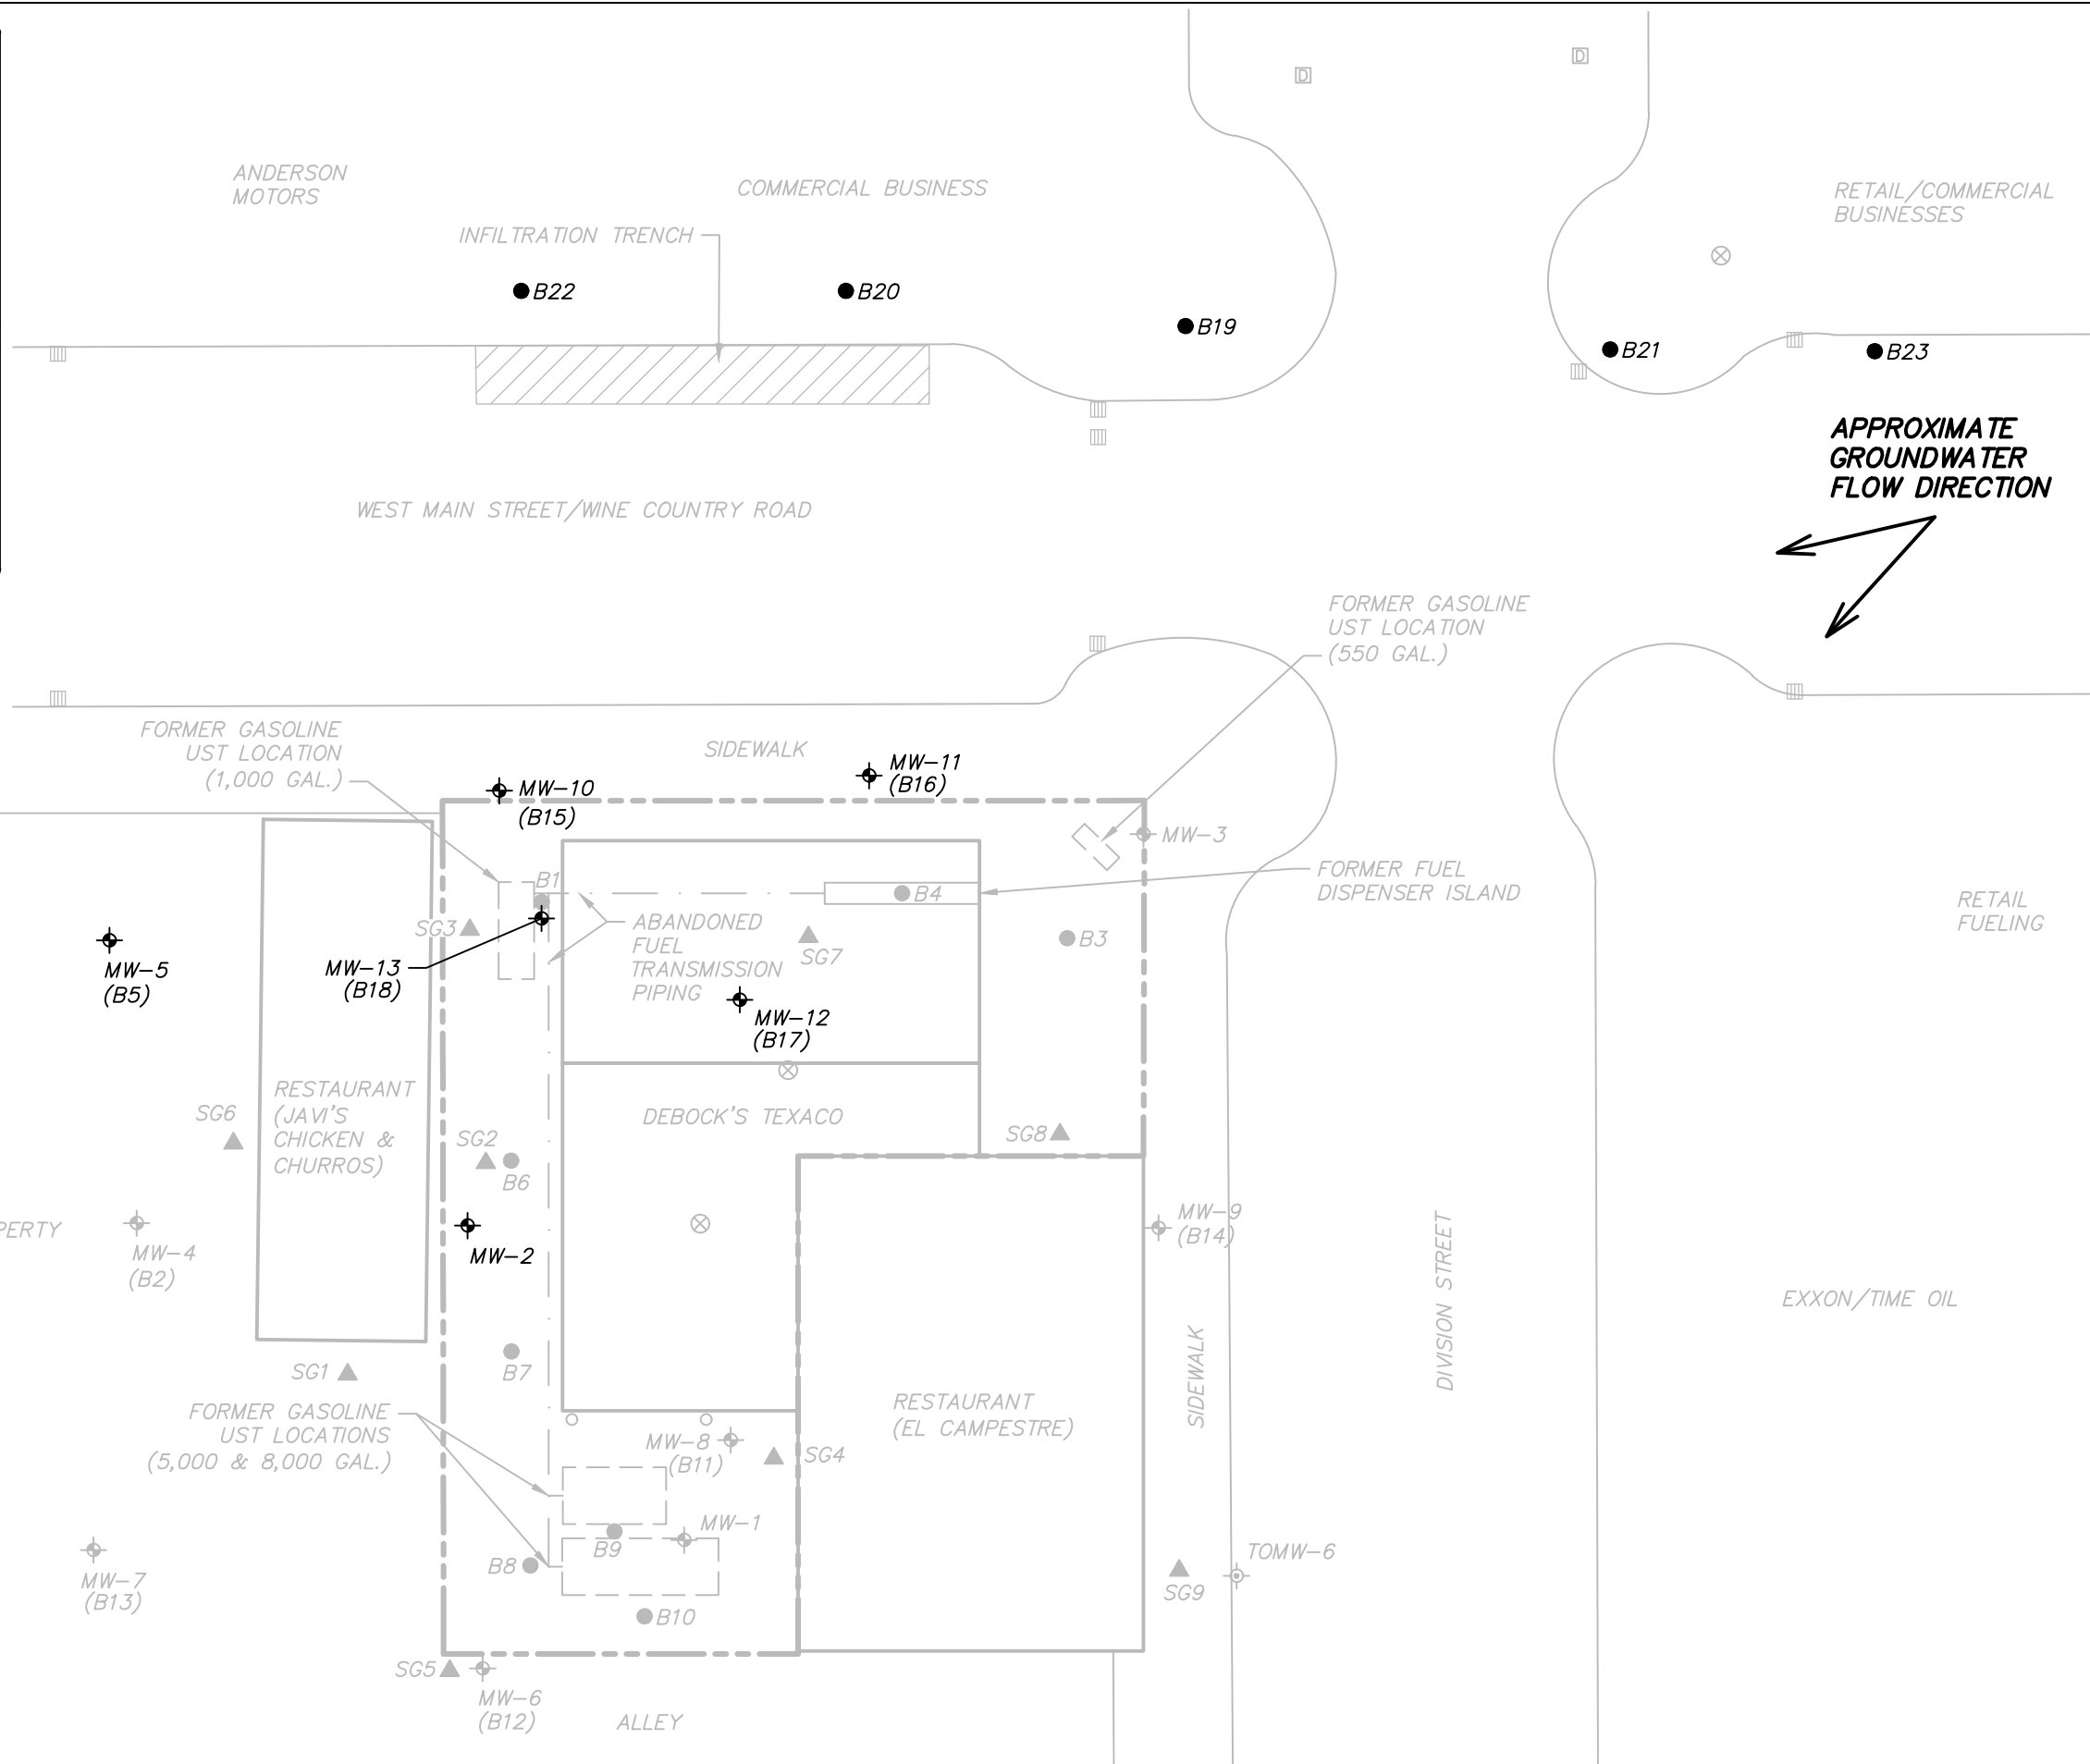 D
D
ANDERSON
MOTORS
COMMERCIAL BUSINESS
RETAIL/COMMERCIAL
BUSINESSES
INFILTRATION TRENCH
B22
B20
B19
B21
B23
APPROXIMATE
GROUNDWATER
FLOW DIRECTION
WEST MAIN STREET/WINE COUNTRY ROAD
FORMER GASOLINE
UST LOCATION
(550 GAL.)
FORMER GASOLINE
UST LOCATION
(1,000 GAL.)
SIDEWALK
MW-11
(B16)
MW-10
(B15)
MW-3
FORMER FUEL
DISPENSER ISLAND
B1
B4
RETAIL
FUELING
SG3
ABANDONED
FUEL
TRANSMISSION
PIPING
SG7
B3
MW-5
(B5)
MW-13
(B18)
MW-12
(B17)
RESTAURANT
(JAVI'S
CHICKEN &
CHURROS)
SG6
DEBOCK'S TEXACO
SG2
SG8
B6
PERTY
MW-4
(B2)
MW-2
MW-9
(B14)
DIVISION STREET
EXXON/TIME OIL
SIDEWALK
SG1
B7
FORMER GASOLINE
UST LOCATIONS
(5,000 & 8,000 GAL.)
RESTAURANT
(EL CAMPESTRE)
MW-8
(B11)
SG4
MW-1
B9
B8
TOMW-6
MW-7
(B13)
SG9
B10
SG5
MW-6
(B12)
ALLEY